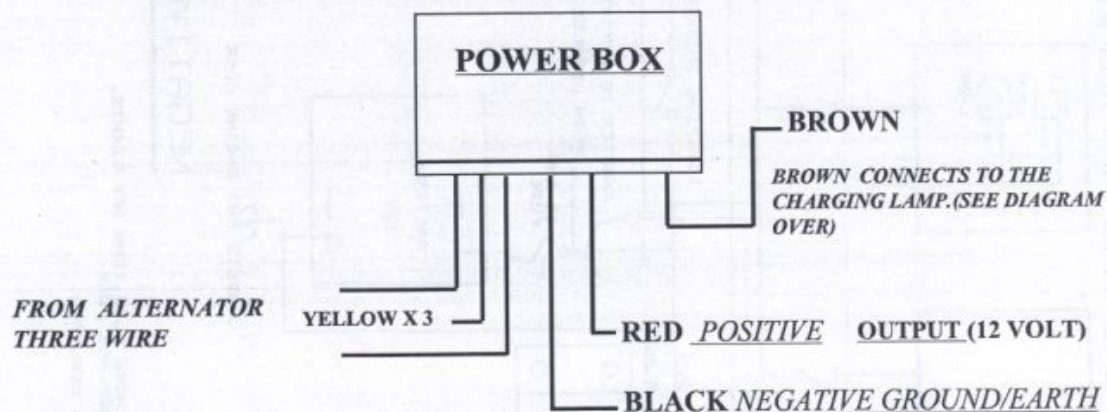 POWER BOX
BROWN
BROWN CONNECTS TO THE
CHARGING LAMP.(SEE DIAGRAM
OVER)
FROM ALTERNATOR
THREE WIRE
YELLOW X 3
RED POSITIVE OUTPUT (12 VOLT)
BLACK NEGATIVE GROUND/EARTH